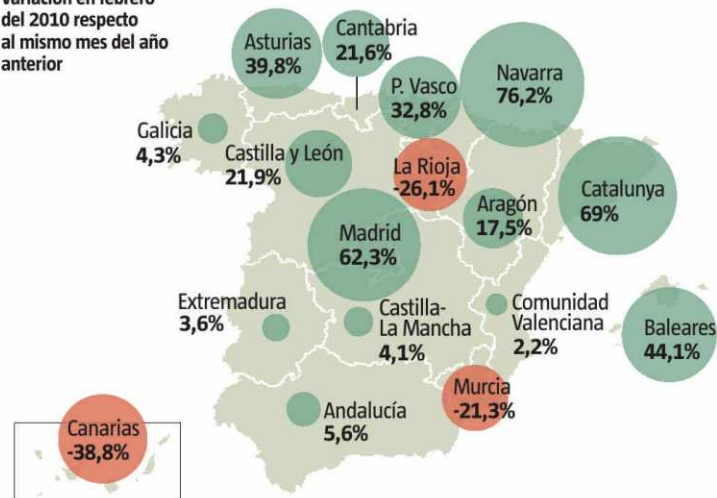 Variación en febrero
del 2010 respecto
al mismo mes del año
anterior
Asturias
39,8%
Cantabria
21,6%
P. Vasco
32,8%
Navarra
76,2%
Galicia
4,3%
Castilla y León
21,9%
La Rioja
-26,1%
Aragón
17,5%
Catalunya
69%
Madrid
62,3%
Extremadura
3,6%
Castilla-
La Mancha
4,1%
Comunidad
Valenciana
2,2%
Baleares
44,1%
Andalucía
5,6%
Murcia
-21,3%
Canarias
-38,8%